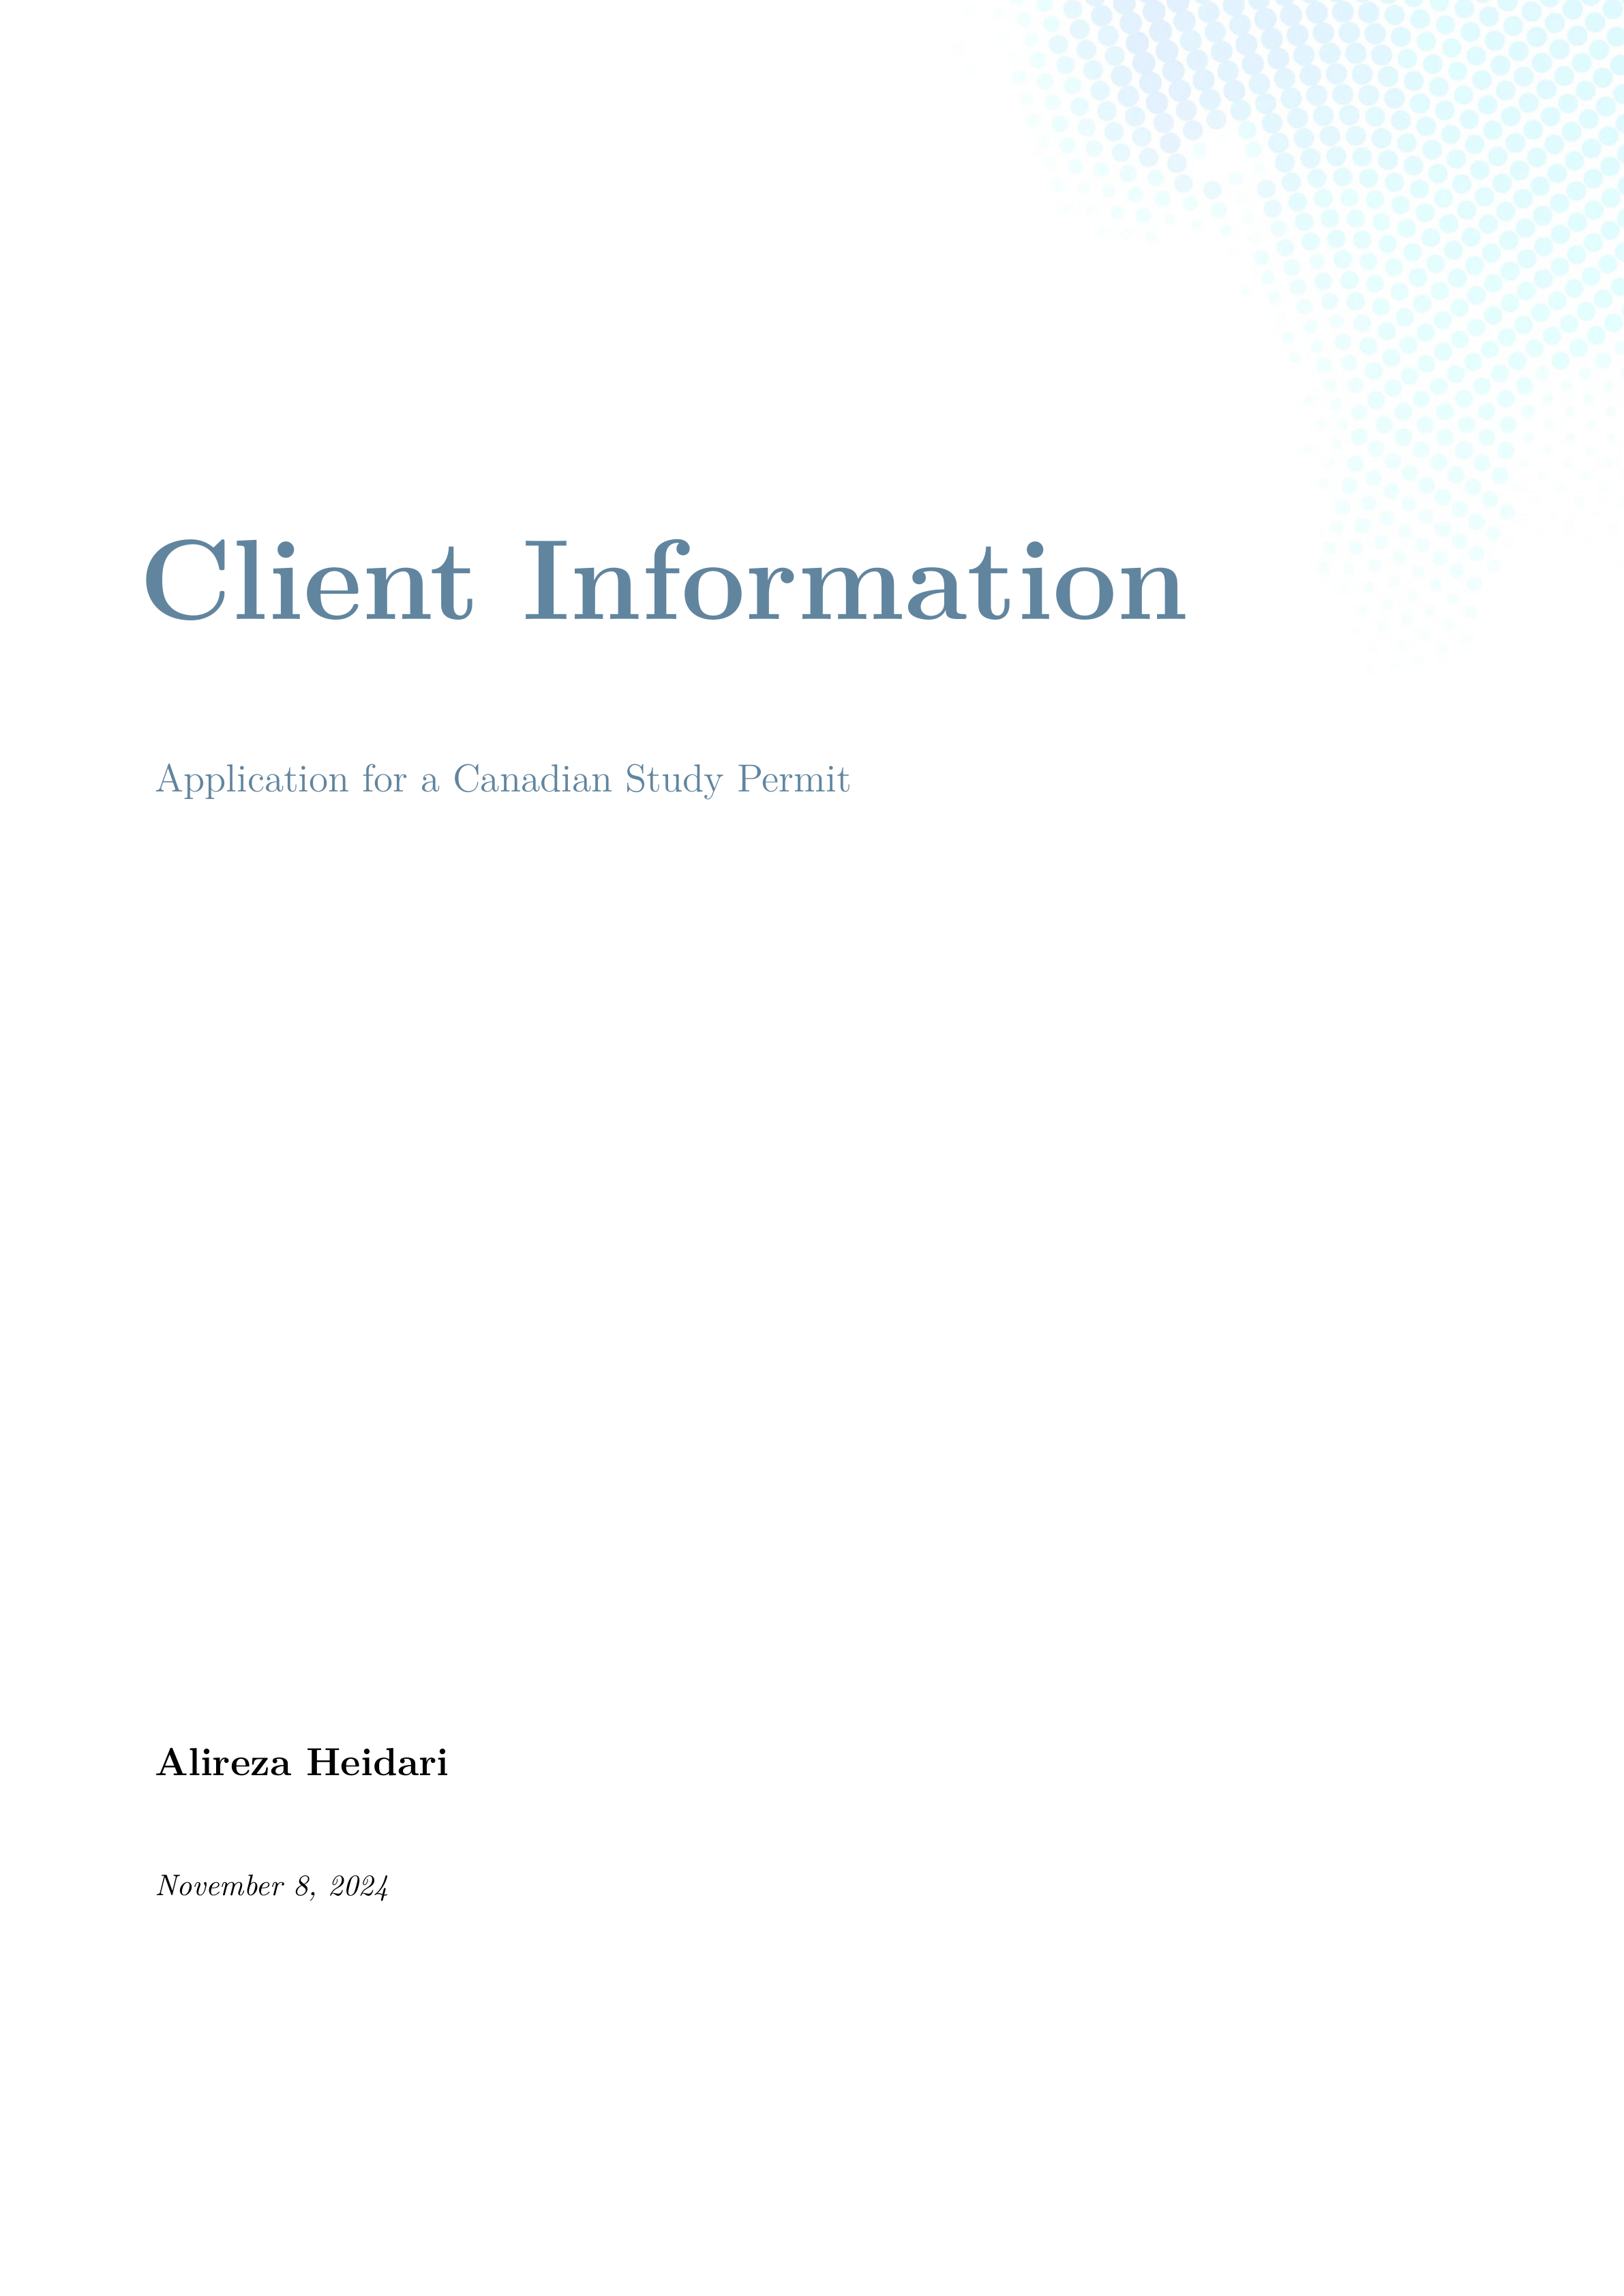 Client Information
Application for a Canadian Study Permit
Alireza Heidari
November 8, 2024